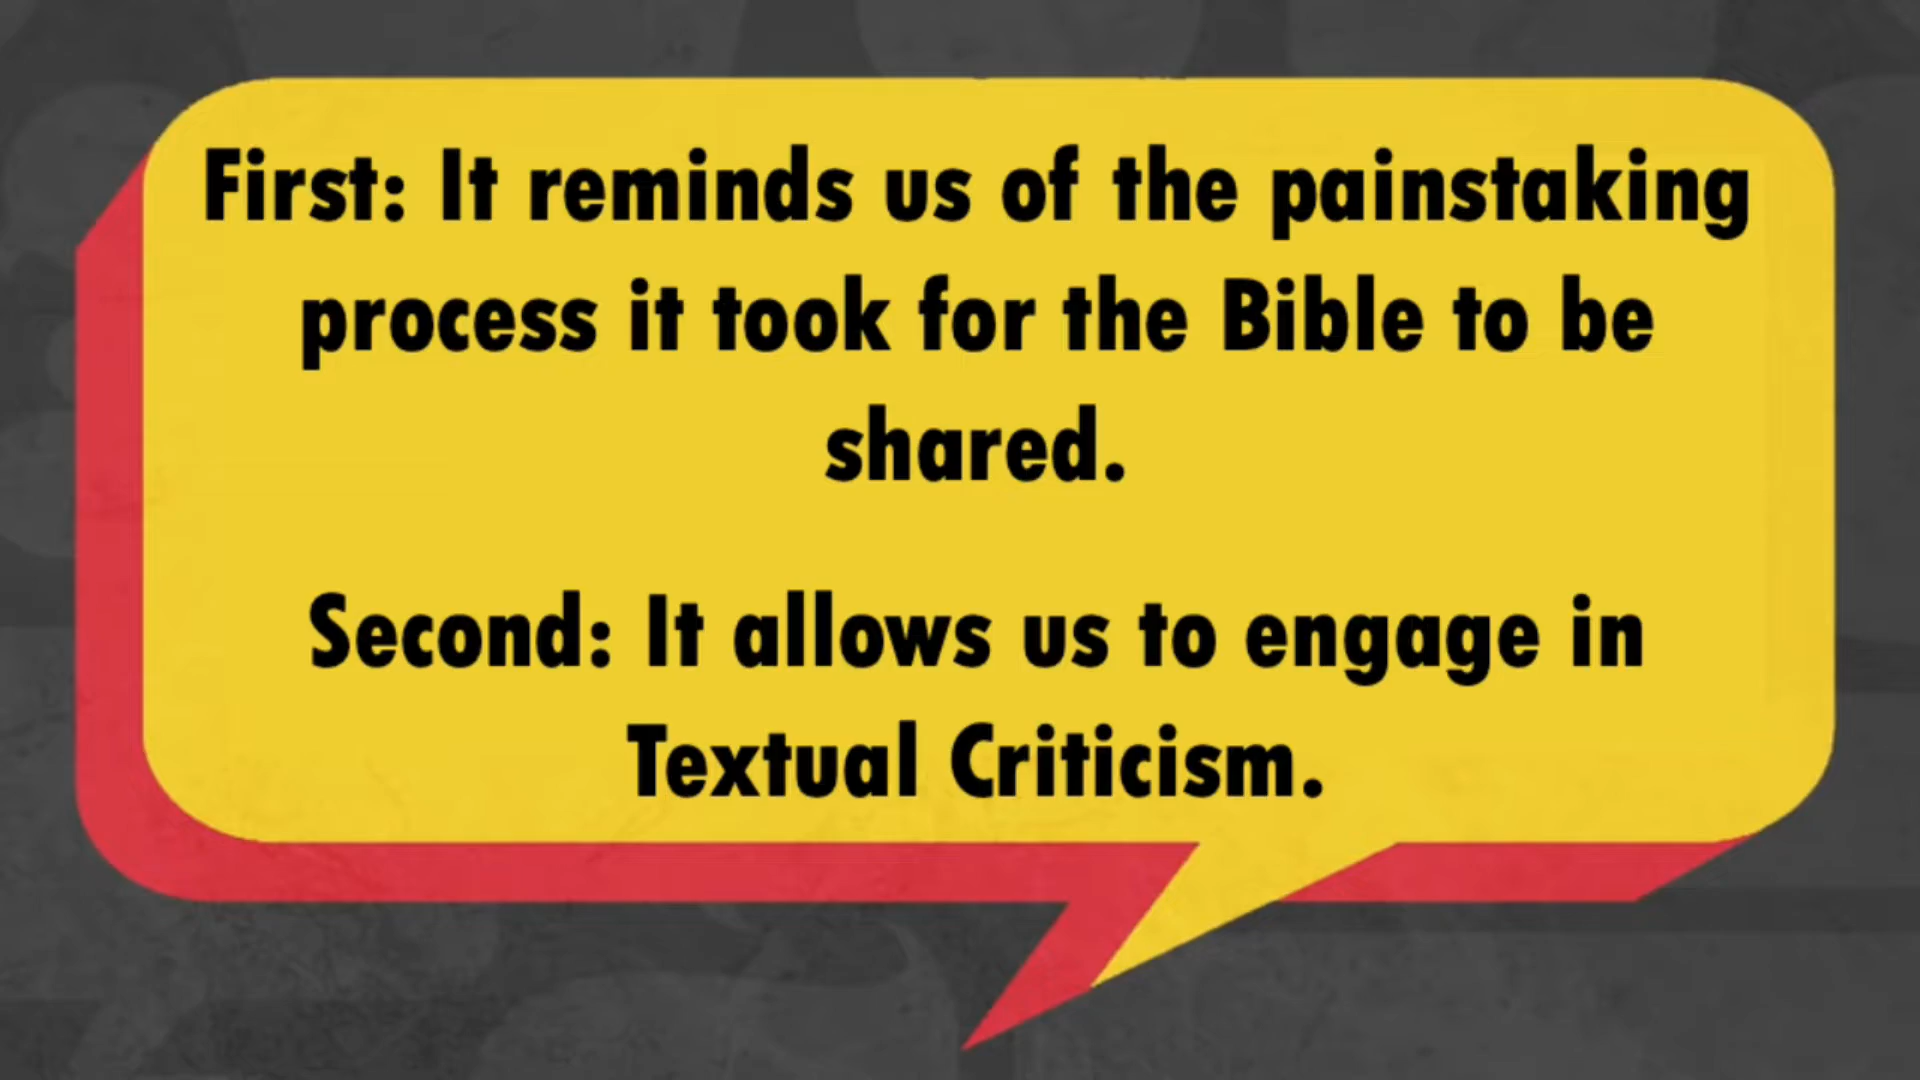 First: It reminds us of the painstaking
process it took for the Bible to be
shared.
Second: It allows us to engage in
Textual Criticism.